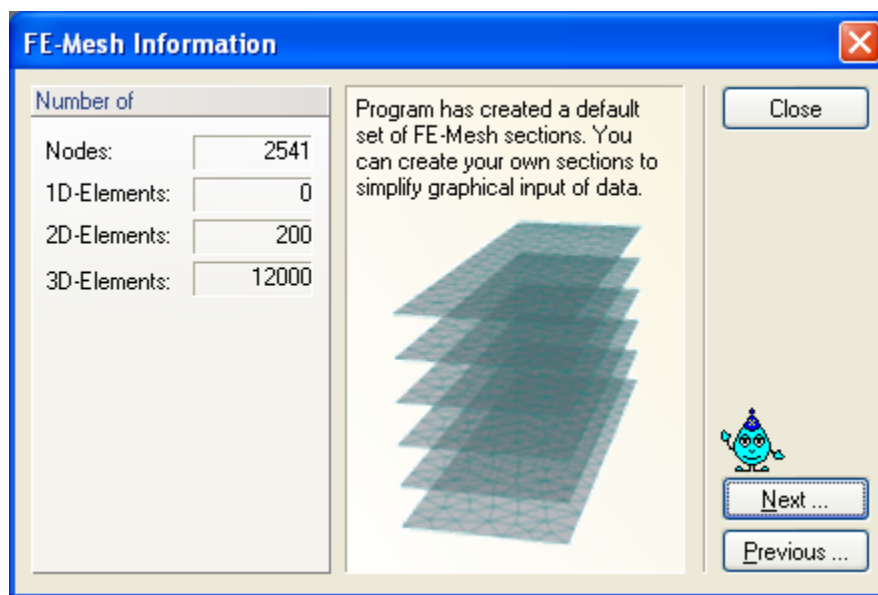 FE-Mesh Information
Number of
Nodes: 2541
1D-Elements: 0
2D-Elements: 200
3D-Elements: 12000
Program has created a default
set of FE-Mesh sections. You
can create your own sections to
simplify graphical input of data.
Close
Next ...
Previous ...